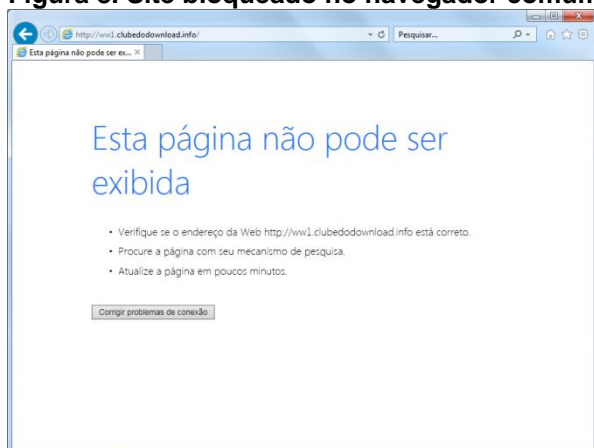 Figura 8. Site bloqueado no navegador comum
http://ww1.clubedodownload.info/
Pesquisar...
Esta página não pode ser ex...
Esta página não pode ser
exibida
• Verifique se o endereço da Web http://ww1.clubedodownload.info está correto.
• Procure a página com seu mecanismo de pesquisa.
• Atualize a página em poucos minutos.
Corrigir problemas de conexão